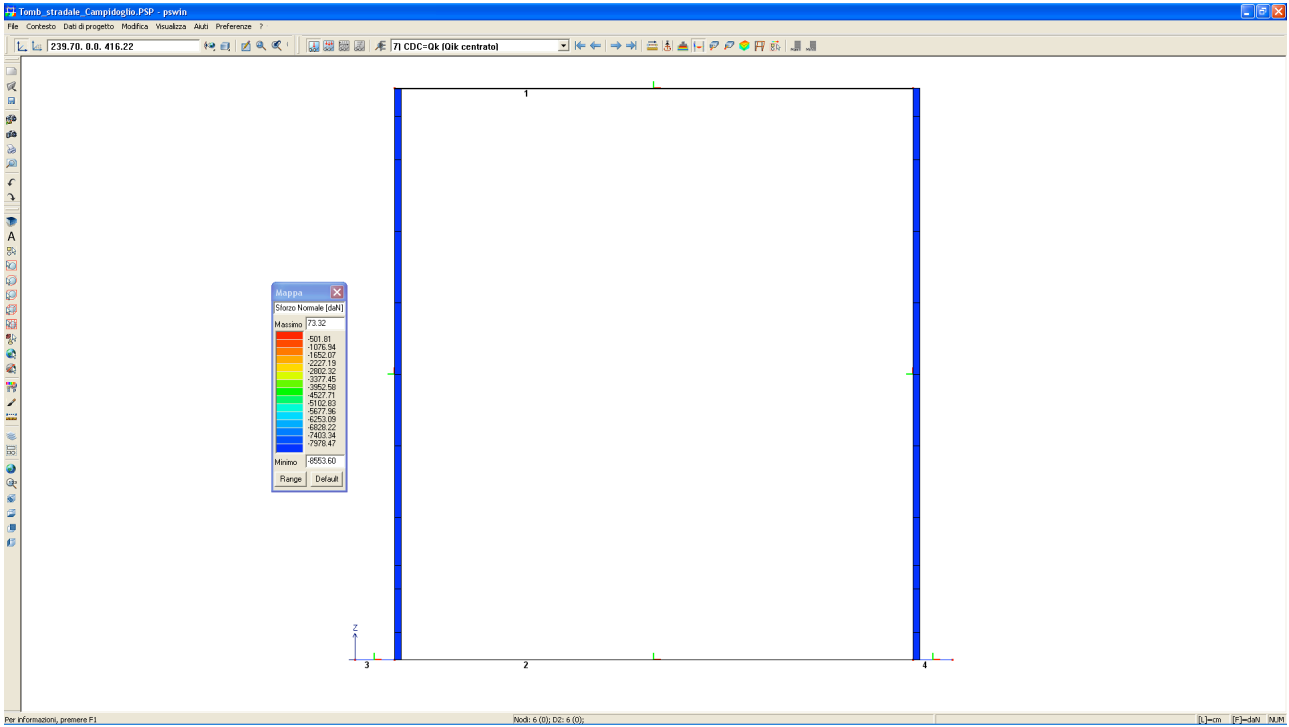 Tomb_stradale_Campidoglio.PSP - pswin
File Contesto Dati di progetto Modifica Visualizza Aiuti Preferenze ?
239.70. 0.0. 416.22
7) CDC=Qk (Qik centrato)
1
Mappa
Sforzo Normale [daN]
Massimo 73.32
-501.81
-1076.94
-1652.07
-2227.19
-2802.32
-3377.45
-3952.58
-4527.71
-5102.83
-5677.96
-6253.09
-6828.22
-7403.34
-7978.47
Minimo -8553.60
Range Default
A
Z
3 2 4
Per informazioni, premere F1 Nodi: 6 (0); D2: 6 (0); [L]=cm [F]=daN NUM